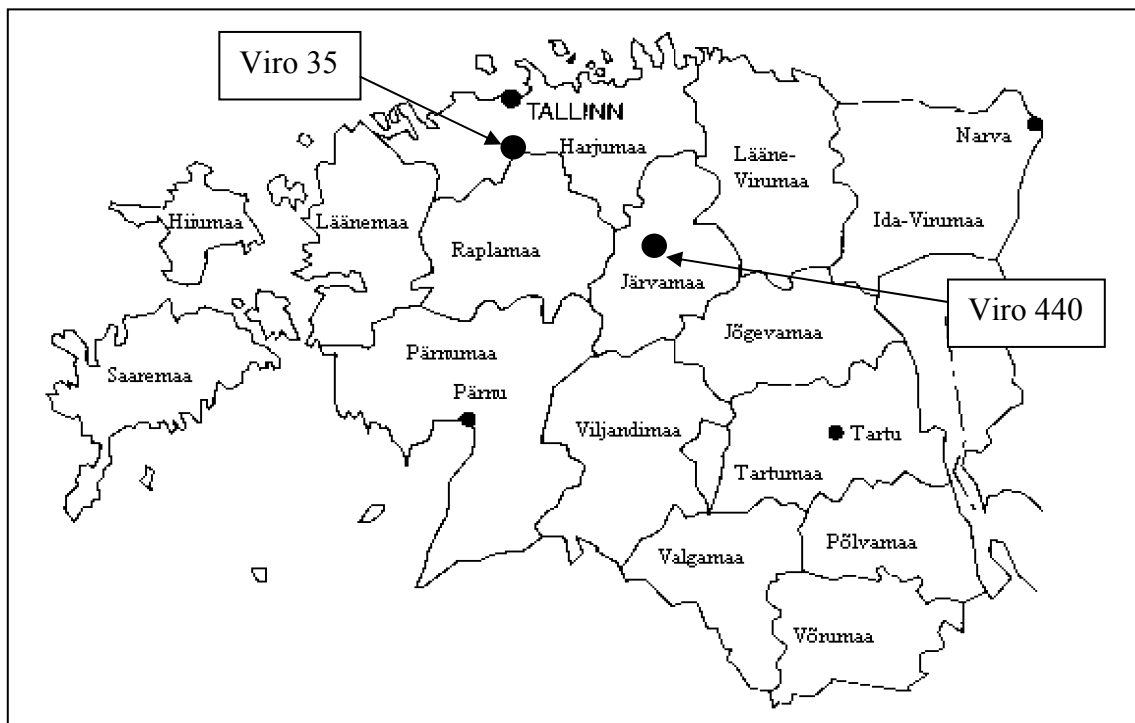 Viro 35
TALLINN
Harjumaa
Narva
Lääne-
Virumaa
Ida-Virumaa
Hiiumaa
Läänemaa
Raplamaa
Järvamaa
Viro 440
Jõgevamaa
Saaremaa
Pärnumaa
Pärnu
Viljandimaa
Tartu
Tartumaa
Valgamaa
Põlvamaa
Võrumaa